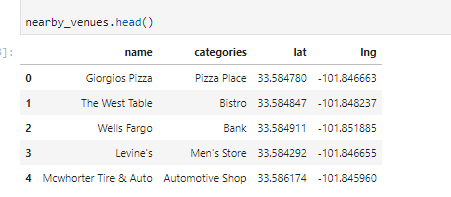 nearby_venues.head()
]:
name categories lat lng
0 Giorgios Pizza Pizza Place 33.584780 -101.846663
1 The West Table Bistro 33.584847 -101.848237
2 Wells Fargo Bank 33.584911 -101.851885
3 Levine's Men's Store 33.584292 -101.846655
4 Mcwhorter Tire & Auto Automotive Shop 33.586174 -101.845960